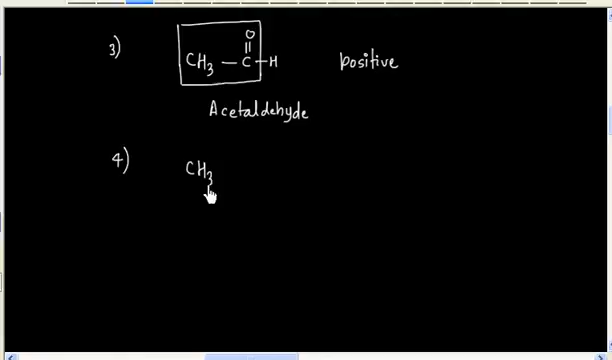 O
3) CH3 — C — H positive
Acetaldehyde
4) CH3